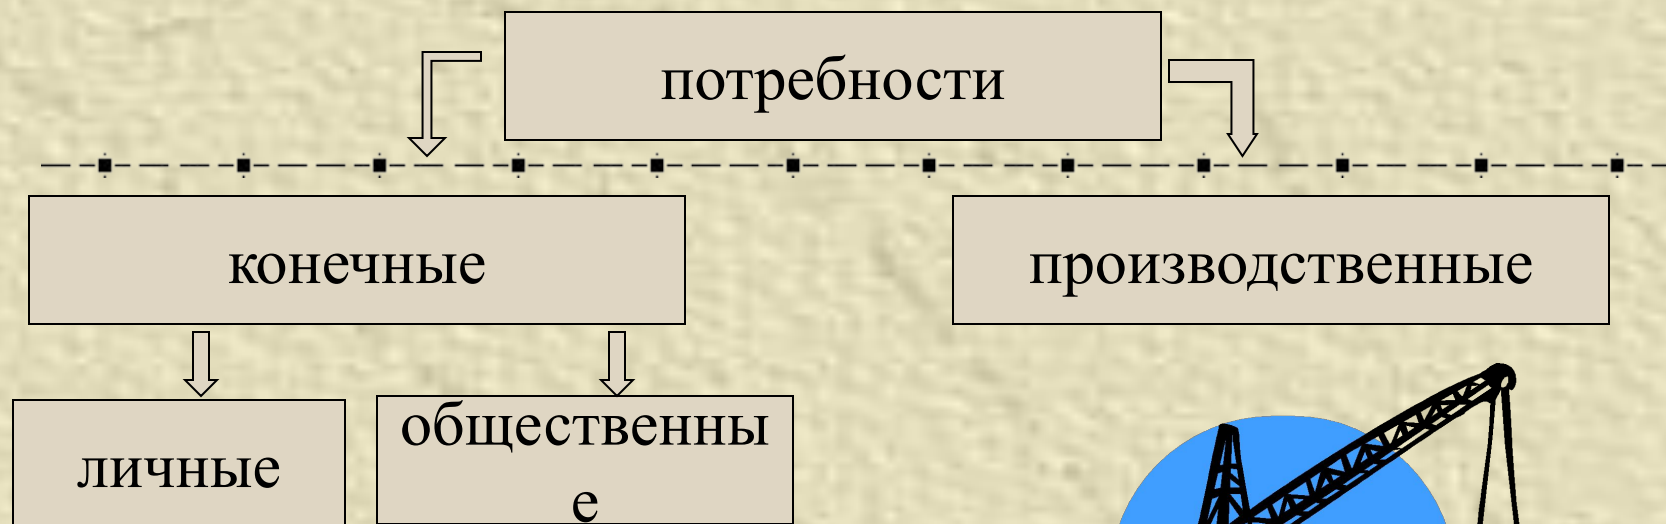 потребности
конечные
производственные
личные
общественны
е